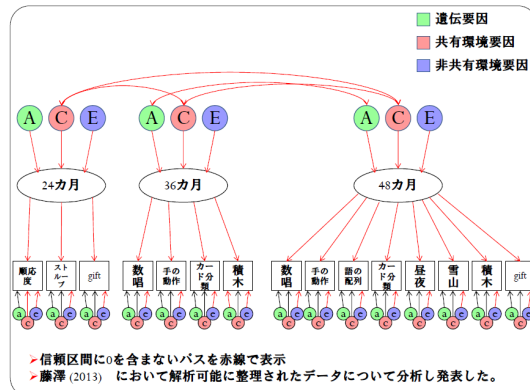 遺伝要因
共有環境要因
非共有環境要因
A C E A C E A C E
24カ月 36カ月 48カ月
順応度 ストループ gift 数唱 手の動作 カード分類 積木 数唱 手の動作 語の配列 カード分類 昼夜 雪山 積木 gift
a c e a c e a c e a c e a c e a c e a c e a c e a c e a c e a c e a c e a c e a c e a c e
➤信頼区間に0を含まないパスを赤線で表示
➤藤澤 (2013) において解析可能に整理されたデータについて分析し発表した。